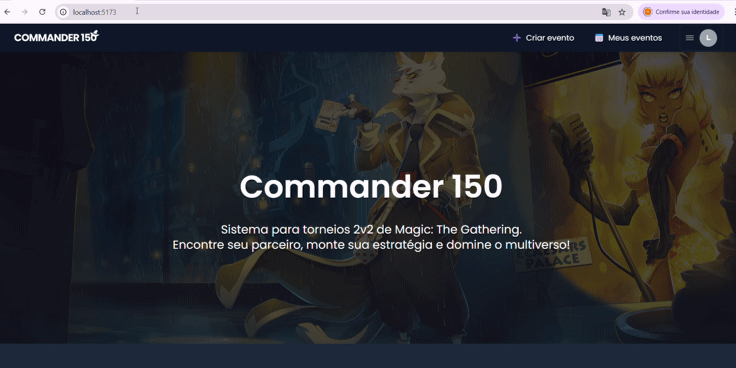 localhost:5173
Confirme sua identidade
COMMANDER 150
Criar evento
Meus eventos
L
Commander 150
Sistema para torneios 2v2 de Magic: The Gathering.
Encontre seu parceiro, monte sua estratégia e domine o multiverso!
PALACE